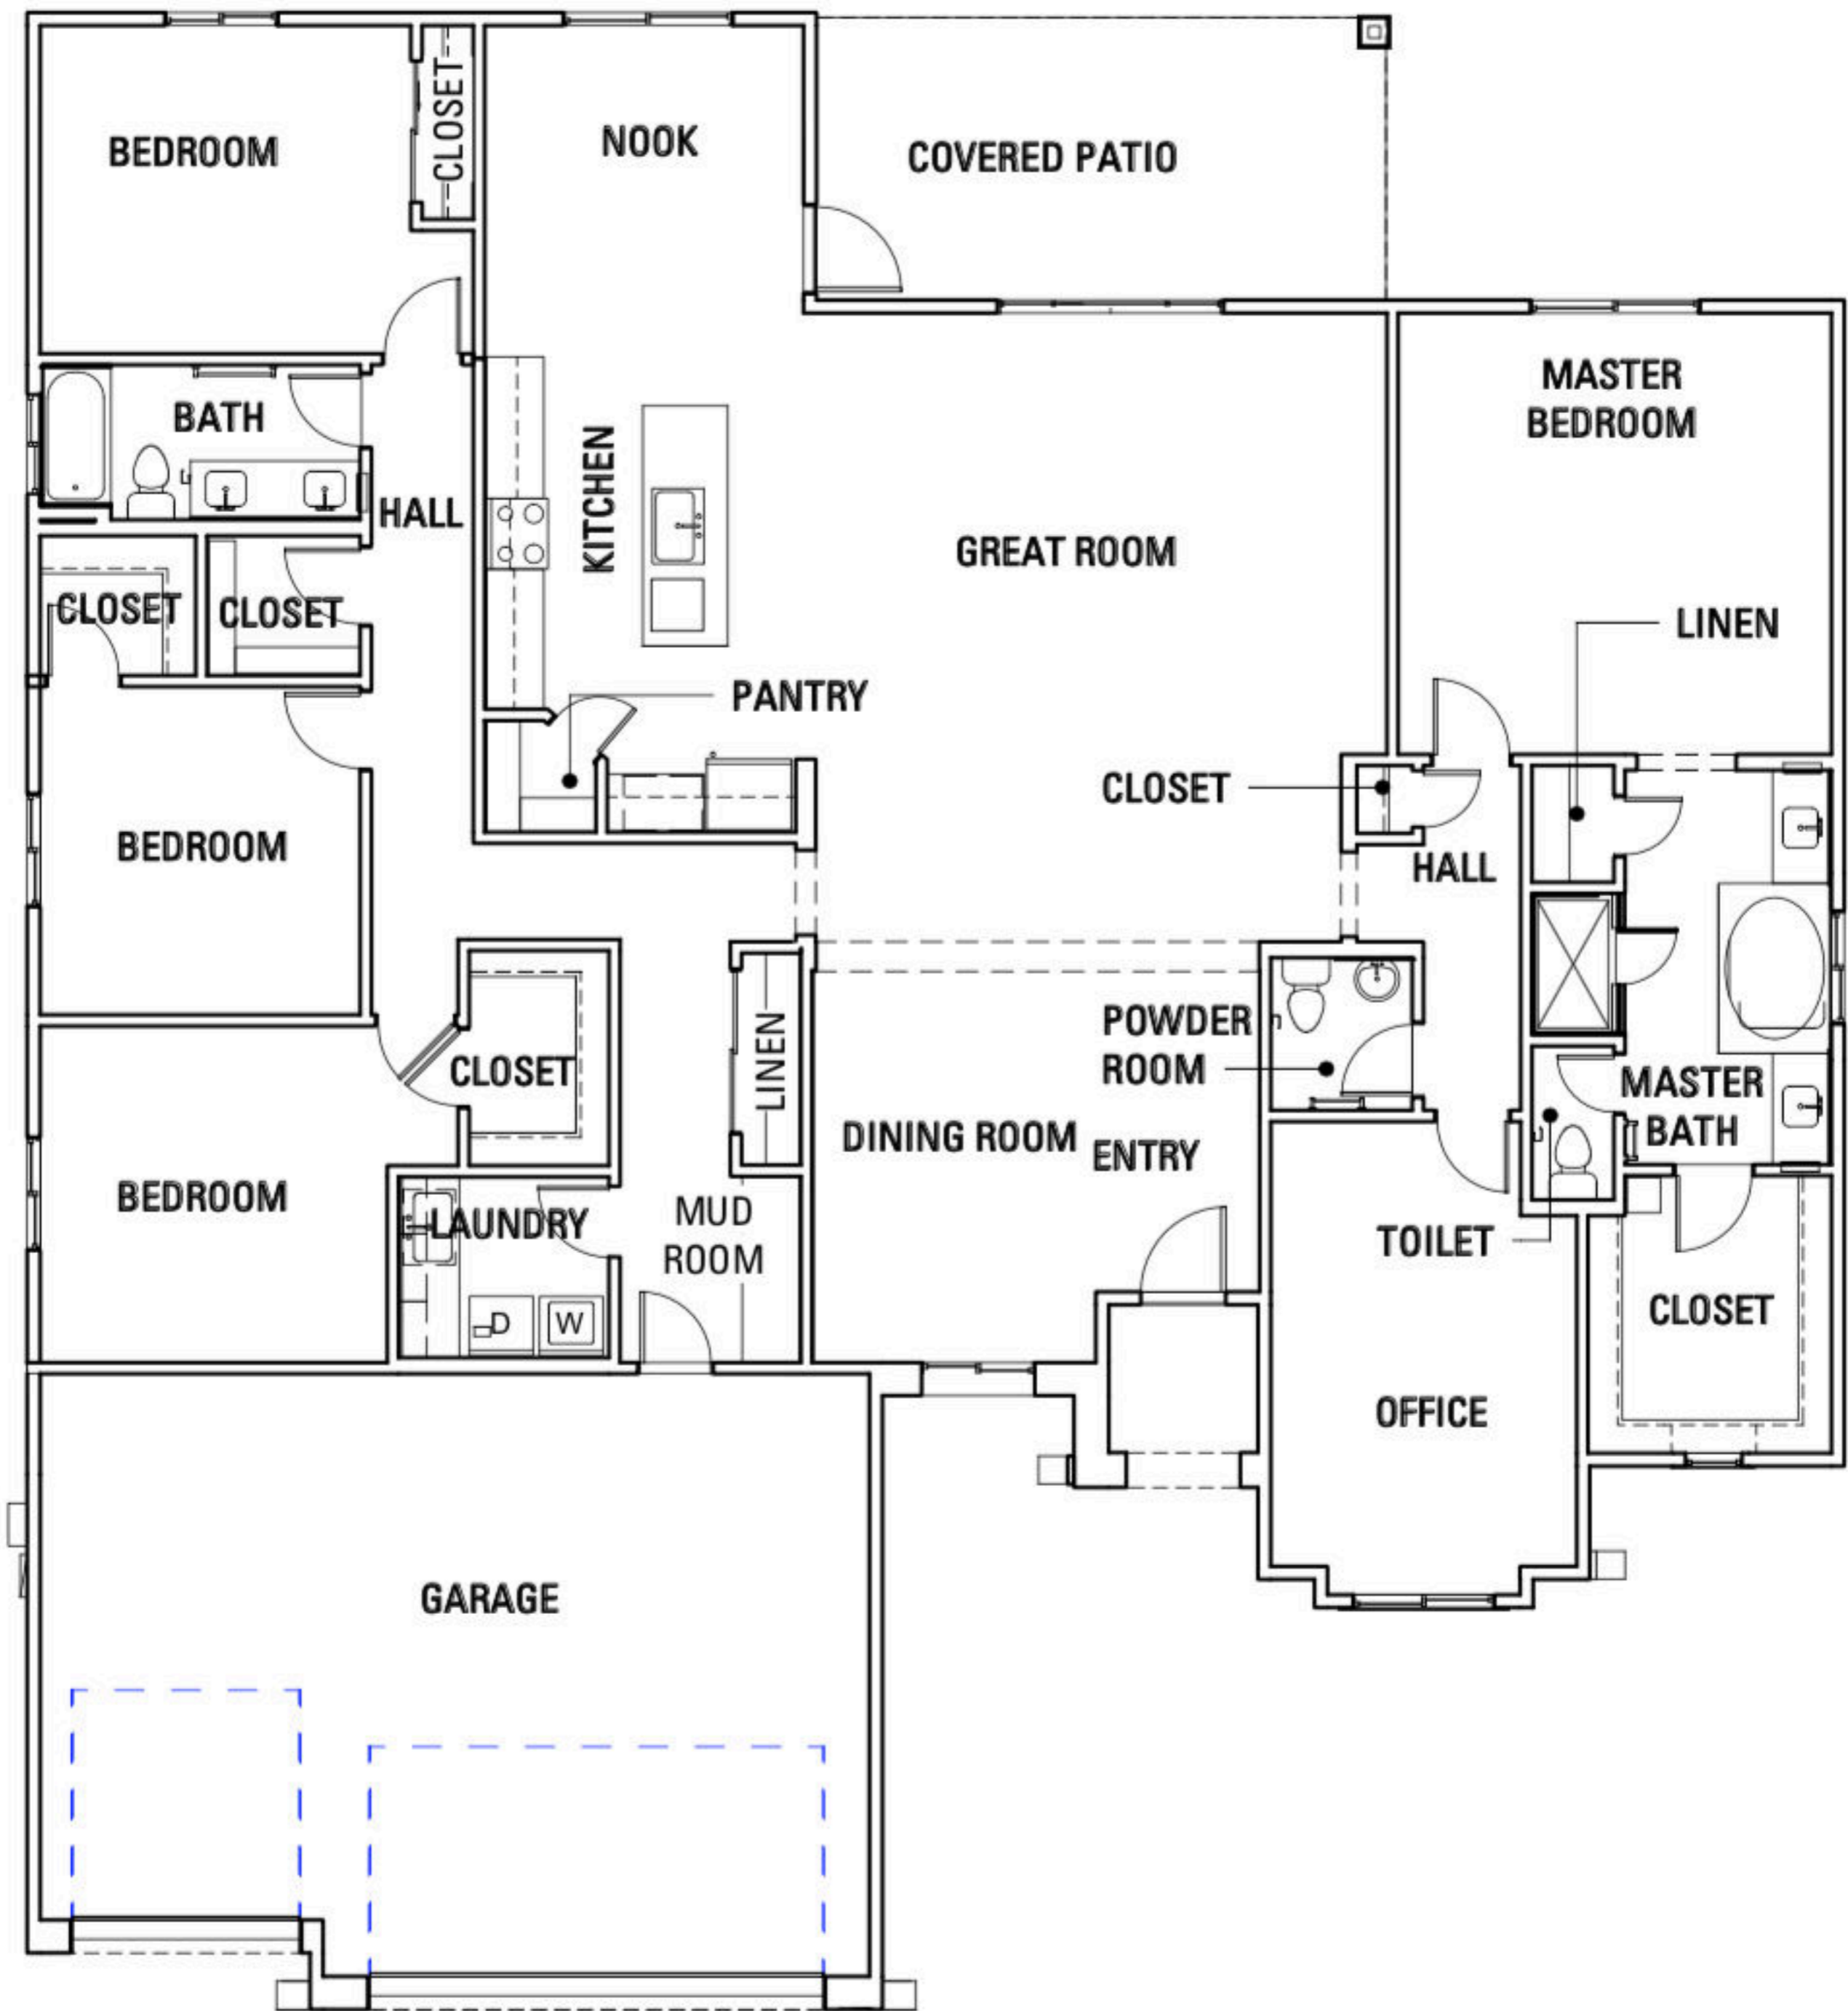 BEDROOM
CLOSET
NOOK
COVERED PATIO
MASTER
BEDROOM
BATH
HALL
KITCHEN
GREAT ROOM
CLOSET
CLOSET
LINEN
PANTRY
CLOSET
BEDROOM
HALL
POWDER
ROOM
CLOSET
LINEN
DINING ROOM
ENTRY
MASTER
BATH
BEDROOM
LAUNDRY
MUD
ROOM
TOILET
D
W
CLOSET
OFFICE
GARAGE